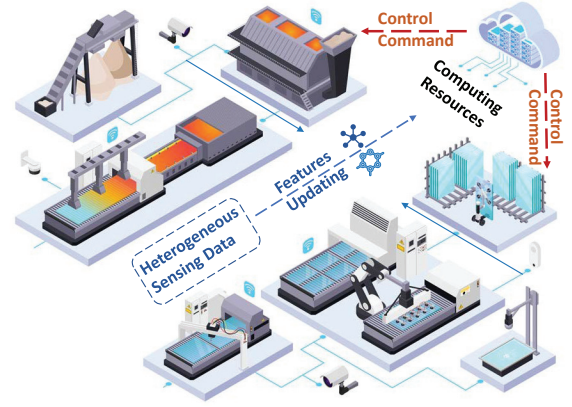 Control
Command
Computing
Resources
Control
Command
Features
Updating
Heterogeneous
Sensing Data